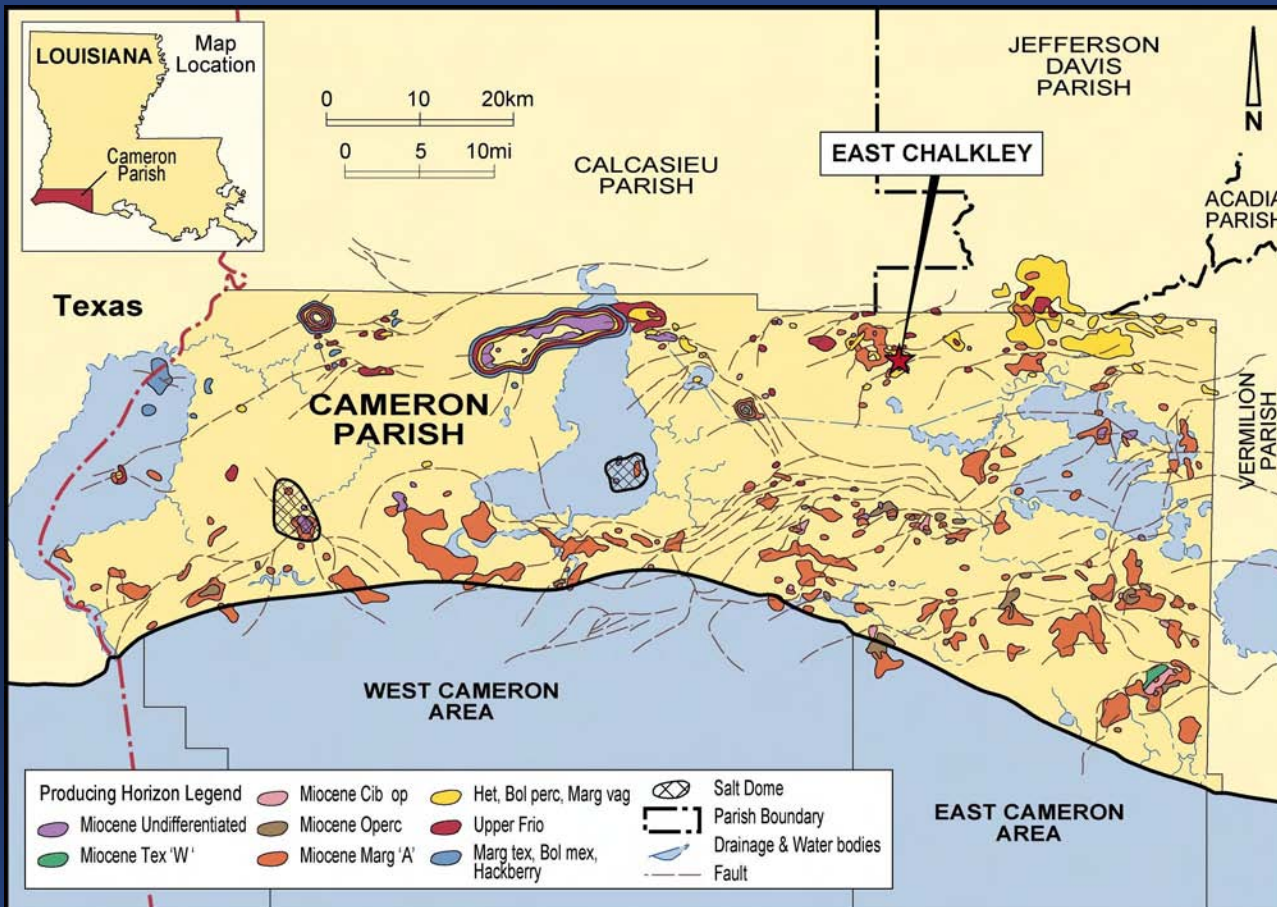 LOUISIANA
Map
Location
Cameron
Parish
0 10 20km
0 5 10mi
CALCASIEU
PARISH
JEFFERSON
DAVIS
PARISH
N
EAST CHALKLEY
ACADIA
PARISH
Texas
CAMERON
PARISH
VERMILION
PARISH
WEST CAMERON
AREA
EAST CAMERON
AREA
Producing Horizon Legend
Miocene Undifferentiated
Miocene Tex 'W'
Miocene Cib op
Miocene Operc
Miocene Marg 'A'
Het, Bol perc, Marg vag
Upper Frio
Marg tex, Bol mex,
Hackberry
Salt Dome
Parish Boundary
Drainage & Water bodies
Fault